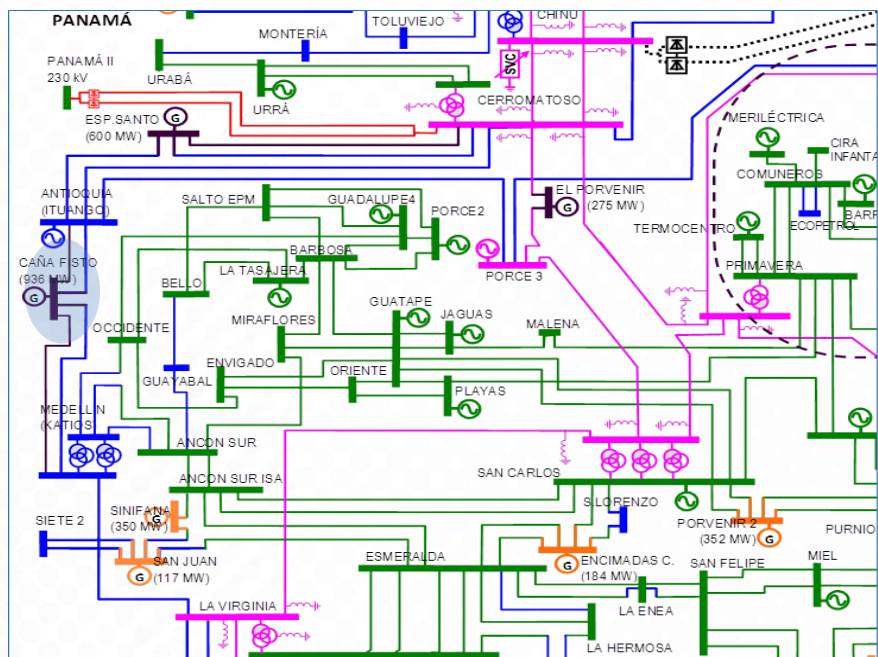 PANAMÁ
MONTERÍA
TOLUVIEJO
CHINÚ
PANAMÁ II
230 kV
URABÁ
URRÁ
SVC
CERROMATOSO
ESP.SANTO
(600 MW)
G
MERILÉCTRICA
CIRA
INFANTA
COMUNEROS
ANTIOQUIA
(ITUANGO)
SALTO EPM
GUADALUPE4
PORCE2
EL PORVENIR
(275 MW)
G
ECOPETROL
BARR
TERMOCENTRO
BARBOSA
CAÑA FISTO
(936 MW)
G
LA TASAJERA
BELLO
PORCE 3
PRIMAVERA
GUATAPE
JAGUAS
MIRAFLORES
MALENA
OCCIDENTE
ENVIGADO
ORIENTE
GUAYABAL
PLAYAS
MEDELLIN
(KATIOS)
ANCON SUR
ANCON SUR ISA
SAN CARLOS
SINIFANA
(350 MW)
G
SIETE 2
S.LORENZO
PORVENIR 2
(352 MW)
G
PURNIO
SAN JUAN
(117 MW)
G
ESMERALDA
ENCIMADAS C.
(184 MW)
G
SAN FELIPE
MIEL
LA VIRGINIA
LA ENEA
LA HERMOSA